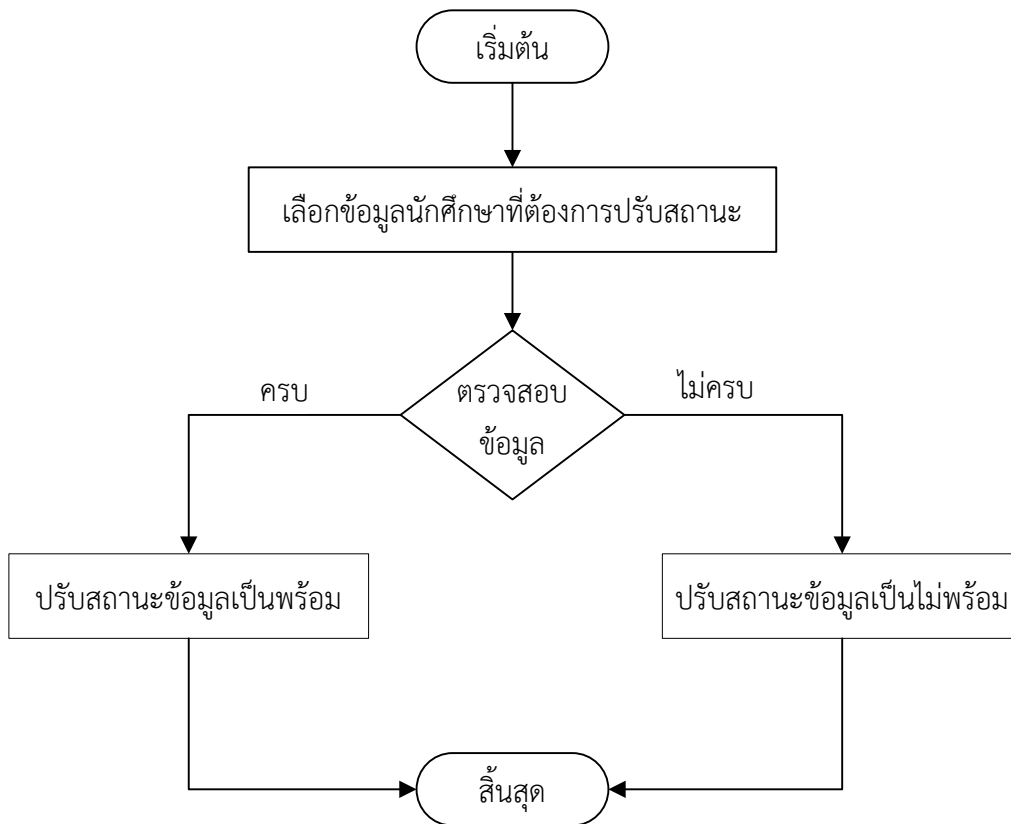 เริ่มต้น
เลือกข้อมูลนักศึกษาที่ต้องการปรับสถานะ
ครบ
ตรวจสอบ
ข้อมูล
ไม่ครบ
ปรับสถานะข้อมูลเป็นพร้อม
ปรับสถานะข้อมูลเป็นไม่พร้อม
สิ้นสุด